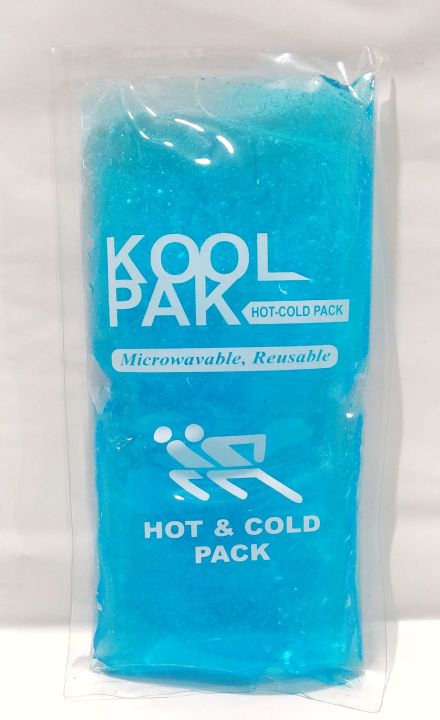 KOOL
PAK
HOT-COLD PACK
Microwavable, Reusable
HOT & COLD
PACK